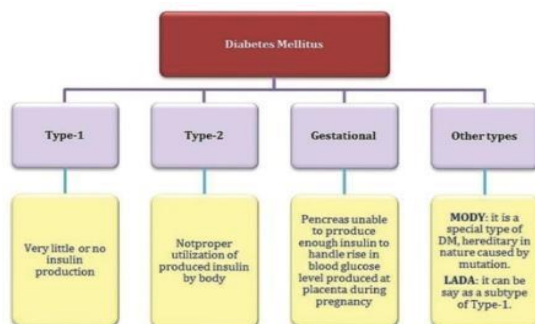 Diabetes Mellitus
Type-1
Type-2
Gestational
Other types
Very little or no
insulin
production
Notproper
utilization of
produced insulin
by body
Pencreas unable
to prroduce
enough insulin to
handle rise in
blood glucose
level produced at
placenta during
pregnancy
MODY: it is a
special type of
DM, hereditary in
nature caused by
mutation.
LADA: it can be
say as a subtype
of Type-1.